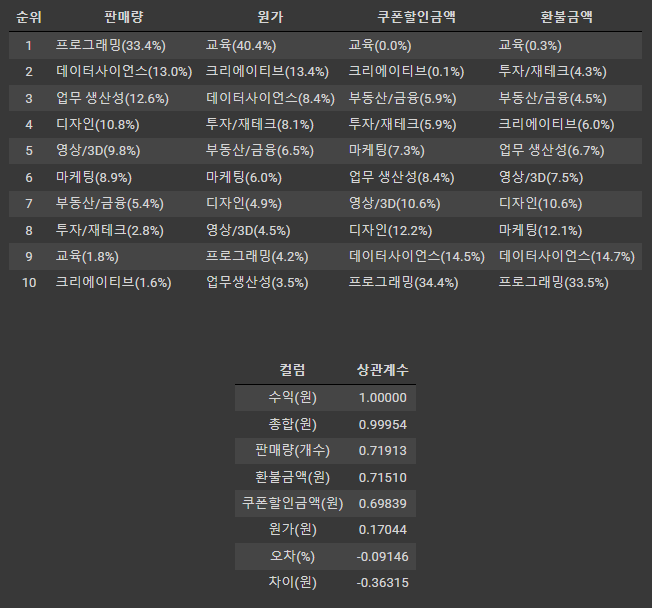 순위 판매량 원가 쿠폰할인금액 환불금액
1 프로그래밍(33.4%) 교육(40.4%) 교육(0.0%) 교육(0.3%)
2 데이터사이언스(13.0%) 크리에이티브(13.4%) 크리에이티브(0.1%) 투자/재테크(4.3%)
3 업무 생산성(12.6%) 데이터사이언스(8.4%) 부동산/금융(5.9%) 부동산/금융(4.5%)
4 디자인(10.8%) 투자/재테크(8.1%) 투자/재테크(5.9%) 크리에이티브(6.0%)
5 영상/3D(9.8%) 부동산/금융(6.5%) 마케팅(7.3%) 업무 생산성(6.7%)
6 마케팅(8.9%) 마케팅(6.0%) 업무 생산성(8.4%) 영상/3D(7.5%)
7 부동산/금융(5.4%) 디자인(4.9%) 영상/3D(10.6%) 디자인(10.6%)
8 투자/재테크(2.8%) 영상/3D(4.5%) 디자인(12.2%) 마케팅(12.1%)
9 교육(1.8%) 프로그래밍(4.2%) 데이터사이언스(14.5%) 데이터사이언스(14.7%)
10 크리에이티브(1.6%) 업무생산성(3.5%) 프로그래밍(34.4%) 프로그래밍(33.5%)
컬럼 상관계수
수익(원) 1.00000
총합(원) 0.99954
판매량(개수) 0.71913
환불금액(원) 0.71510
쿠폰할인금액(원) 0.69839
원가(원) 0.17044
오차(%) -0.09146
차이(원) -0.36315